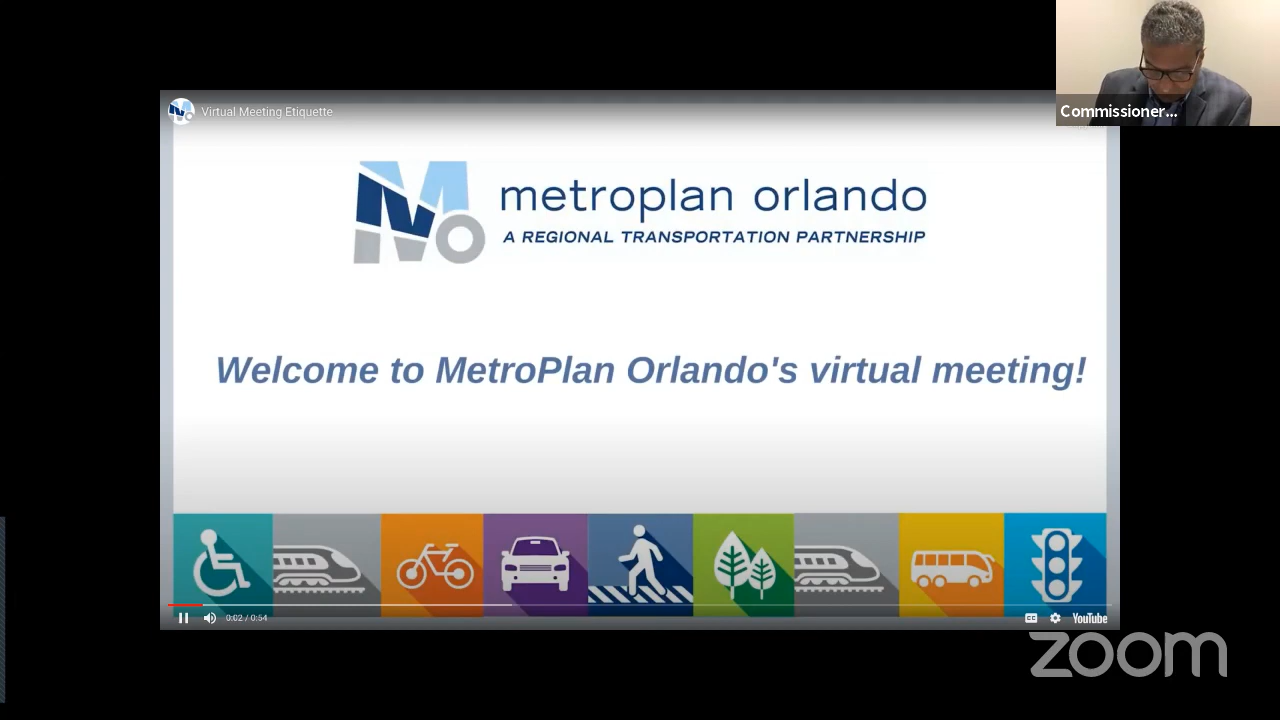 Commissioner...
Virtual Meeting Etiquette
metroplan orlando
A REGIONAL TRANSPORTATION PARTNERSHIP
Welcome to MetroPlan Orlando's virtual meeting!
0:02 / 0:54
CC
YouTube
zoom